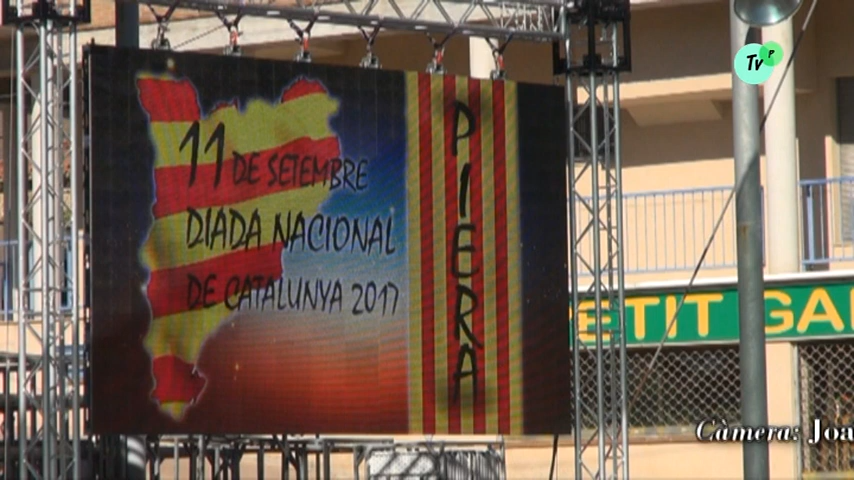 Tv P
11 DE SETEMBRE
DIADA NACIONAL
DE CATALUNYA 2017
PIERA
ETIT GA
Càmera: Joa